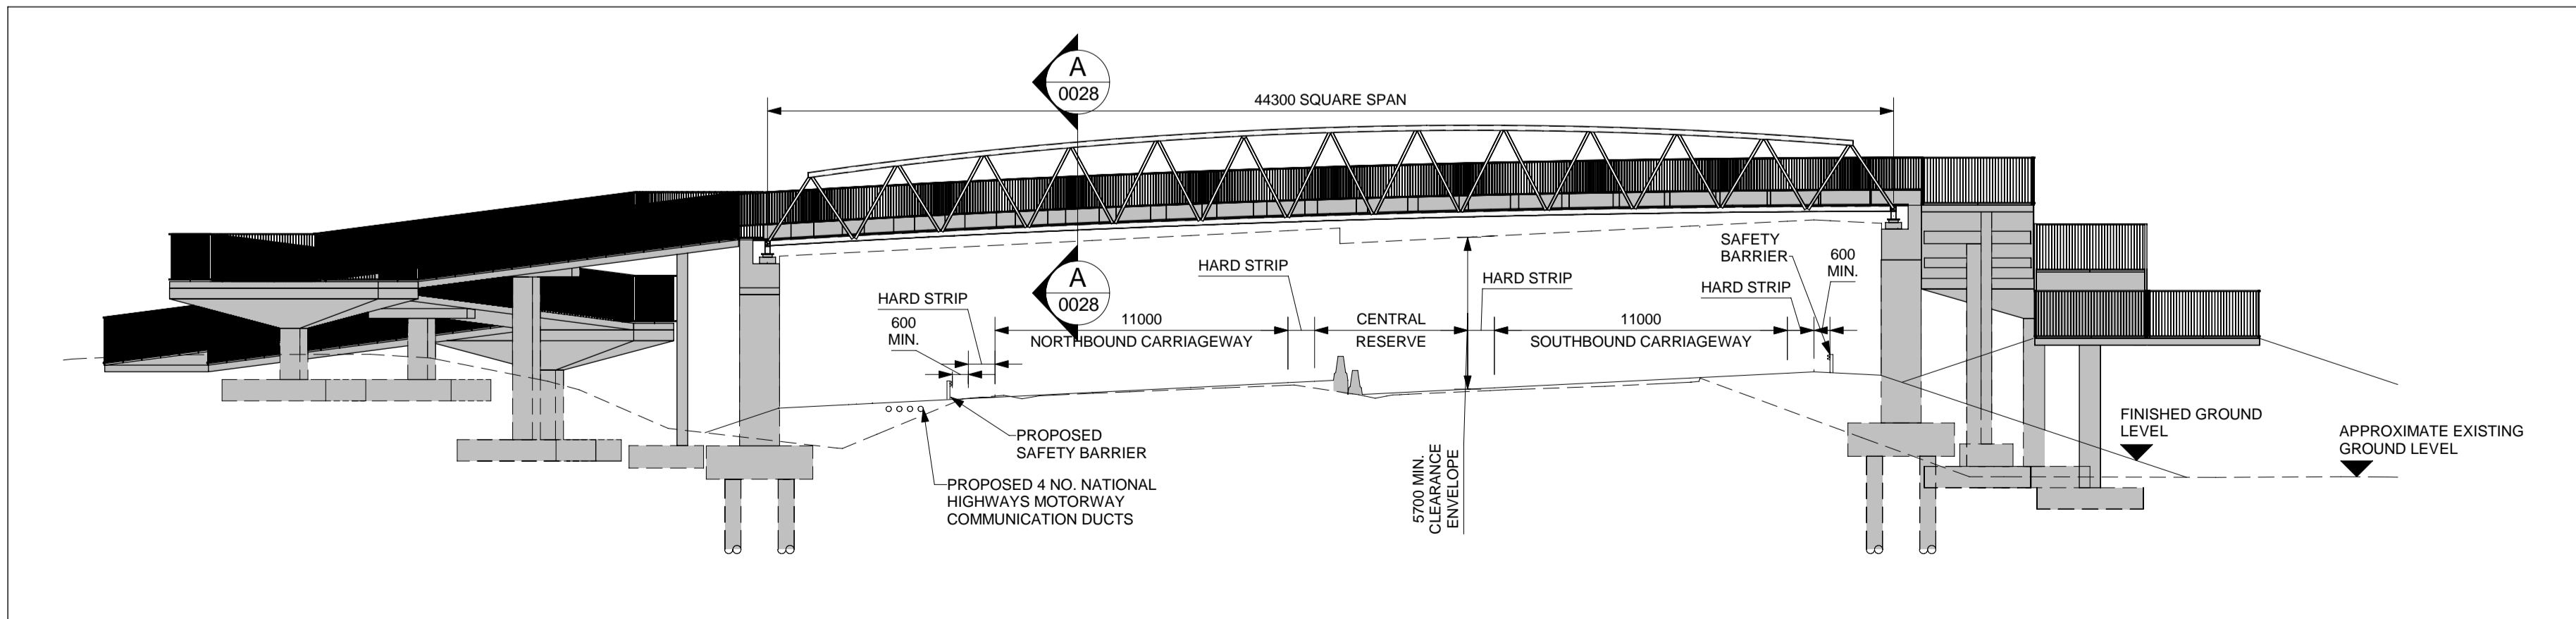 A
0028
44300 SQUARE SPAN
SAFETY
BARRIER
600
MIN.
HARD STRIP
HARD STRIP
HARD STRIP
A
0028
HARD STRIP
600
MIN.
11000
NORTHBOUND CARRIAGEWAY
CENTRAL
RESERVE
11000
SOUTHBOUND CARRIAGEWAY
5700 MIN.
CLEARANCE
ENVELOPE
PROPOSED
SAFETY BARRIER
PROPOSED 4 NO. NATIONAL
HIGHWAYS MOTORWAY
COMMUNICATION DUCTS
FINISHED GROUND
LEVEL
APPROXIMATE EXISTING
GROUND LEVEL